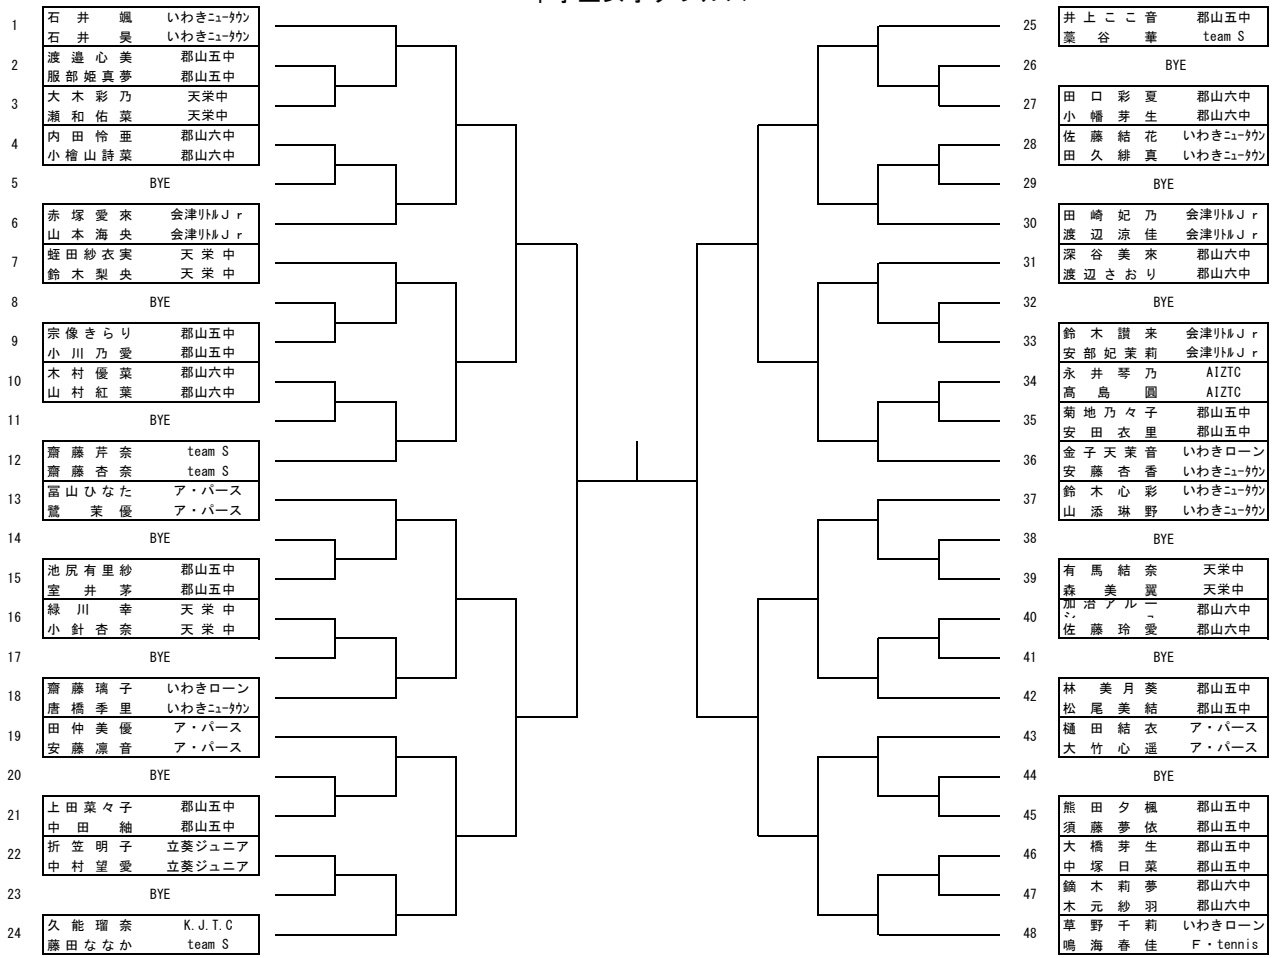 1 石井 颯 いわきﾆｭｰﾀｳﾝ
石井 昊 いわきﾆｭｰﾀｳﾝ
2 渡邉心美 郡山五中
服部姫真夢 郡山五中
3 大木彩乃 天栄中
瀬和佑菜 天栄中
4 内田怜亜 郡山六中
小檜山詩菜 郡山六中
5 BYE
6 赤塚愛來 会津ﾘﾄﾙＪｒ
山本海央 会津ﾘﾄﾙＪｒ
7 蛭田紗衣実 天栄中
鈴木梨央 天栄中
8 BYE
9 宗像きらり 郡山五中
小川乃愛 郡山五中
10 木村優菜 郡山六中
山村紅葉 郡山六中
11 BYE
12 齋藤芹奈 team S
齋藤杏奈 team S
13 冨山ひなた ア・パース
鷺 茉優 ア・パース
14 BYE
15 池尻有里紗 郡山五中
室井 茅 郡山五中
16 緑川 幸 天栄中
小針杏奈 天栄中
17 BYE
18 齋藤璃子 いわきローン
唐橋季里 いわきﾆｭｰﾀｳﾝ
19 田仲美優 ア・パース
安藤凛音 ア・パース
20 BYE
21 上田菜々子 郡山五中
中田 紬 郡山五中
22 折笠明子 立葵ジュニア
中村望愛 立葵ジュニア
23 BYE
24 久能瑠奈 K.J.T.C
藤田ななか team S
25 井上ここ音 郡山五中
藁谷 華 team S
26 BYE
27 田口彩夏 郡山六中
小幡芽生 郡山六中
28 佐藤結花 いわきﾆｭｰﾀｳﾝ
田久緋真 いわきﾆｭｰﾀｳﾝ
29 BYE
30 田崎妃乃 会津ﾘﾄﾙＪｒ
渡辺涼佳 会津ﾘﾄﾙＪｒ
31 深谷美來 郡山六中
渡辺さおり 郡山六中
32 BYE
33 鈴木讃来 会津ﾘﾄﾙＪｒ
安部妃茉莉 会津ﾘﾄﾙＪｒ
34 永井琴乃 AIZTC
髙島 圓 AIZTC
35 菊地乃々子 郡山五中
安田衣里 郡山五中
36 金子天茉音 いわきローン
安藤杏香 いわきﾆｭｰﾀｳﾝ
37 鈴木心彩 いわきﾆｭｰﾀｳﾝ
山添琳野 いわきﾆｭｰﾀｳﾝ
38 BYE
39 有馬結奈 天栄中
森 美翼 天栄中
40 加治アルー 郡山六中
佐藤玲愛 郡山六中
41 BYE
42 林 美月葵 郡山五中
松尾美結 郡山五中
43 樋田結衣 ア・パース
大竹心遥 ア・パース
44 BYE
45 熊田夕楓 郡山五中
須藤夢依 郡山五中
46 大橋芽生 郡山五中
中塚日菜 郡山五中
47 鏑木莉夢 郡山六中
木元紗羽 郡山六中
48 草野千莉 いわきローン
鳴海春佳 Ｆ・tennis